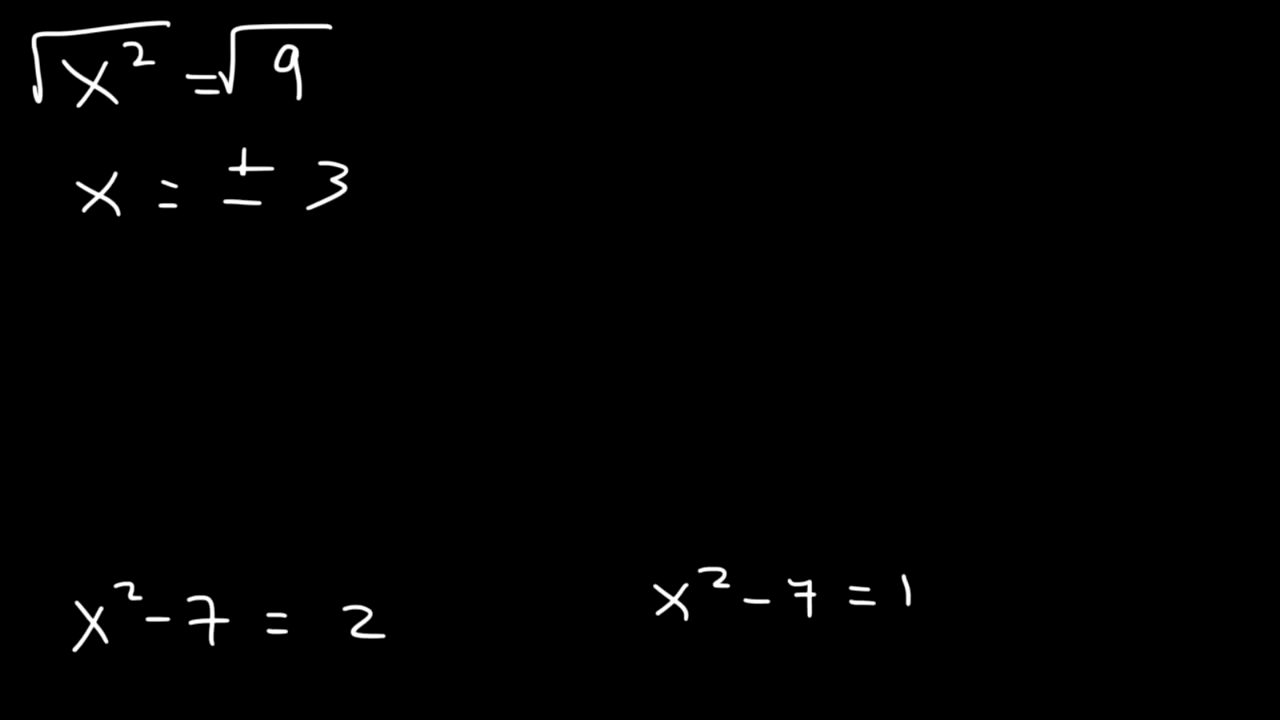 √x² = √9
x = ± 3
x² - 7 = 2
x² - 7 = 1